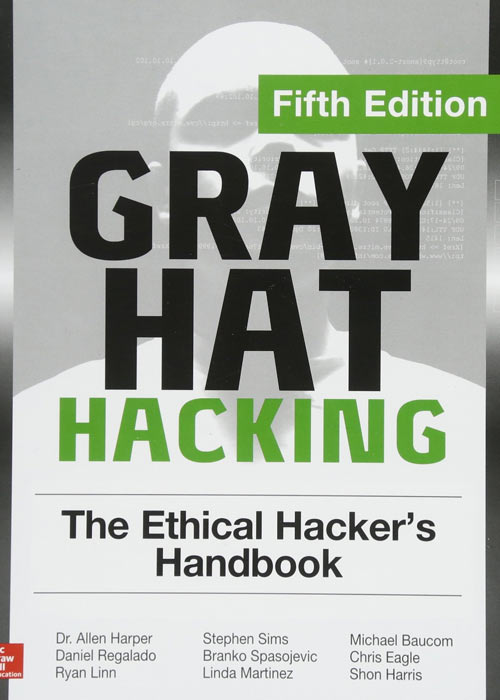 Fifth Edition
GRAY
HAT
HACKING
The Ethical Hacker's
Handbook
Dr. Allen Harper
Daniel Regalado
Ryan Linn
Stephen Sims
Branko Spasojevic
Linda Martinez
Michael Baucom
Chris Eagle
Shon Harris